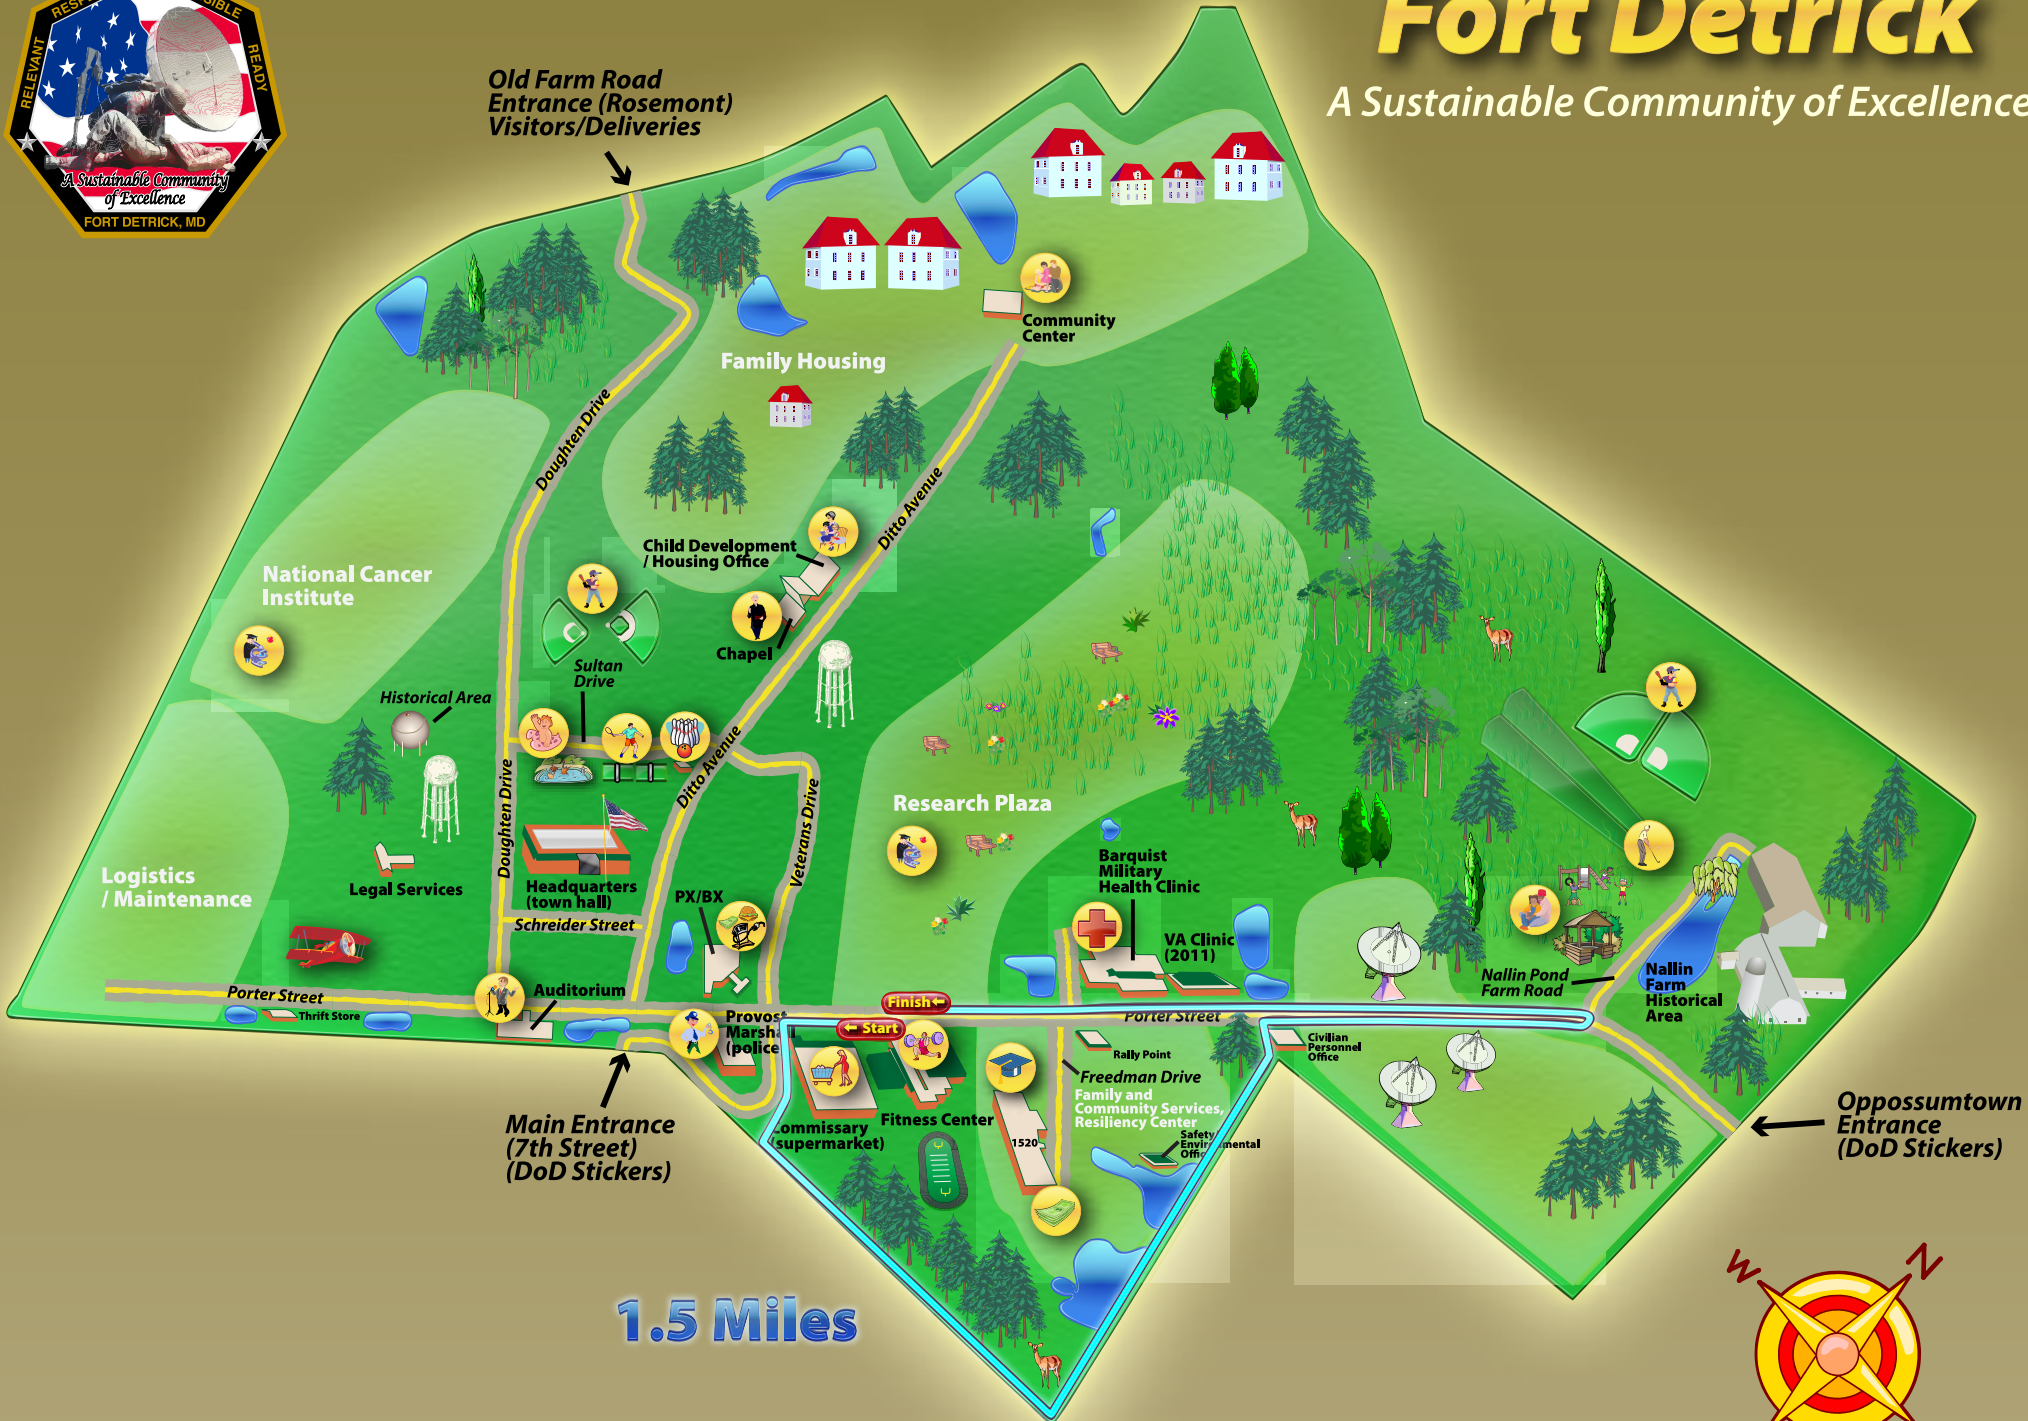 RELEVANT
READY
A Sustainable Community
of Excellence
FORT DETRICK, MD
Fort Detrick
A Sustainable Community of Excellence
Old Farm Road
Entrance (Rosemont)
Visitors/Deliveries
Community
Center
Family Housing
Doughten Drive
Ditto Avenue
Child Development
/ Housing Office
National Cancer
Institute
Chapel
Sultan
Drive
Historical Area
Ditto Avenue
Doughten Drive
Veterans Drive
Research Plaza
Barquist
Military
Health Clinic
Logistics
/ Maintenance
Legal Services
Headquarters
(town hall)
PX/BX
Schreider Street
VA Clinic
(2011)
Nallin Pond
Farm Road
Nallin
Farm
Historical
Area
Porter Street
Auditorium
Thrift Store
Finish
Start
Porter Street
Provost
(police
Rally Point
Civilian
Personnel
Office
Freedman Drive
Family and
Community Services,
Resiliency Center
Fitness Center
(supermarket)
1520
Safety
Main Entrance
(7th Street)
(DoD Stickers)
Oppossumtown
Entrance
(DoD Stickers)
1.5 Miles
W
N